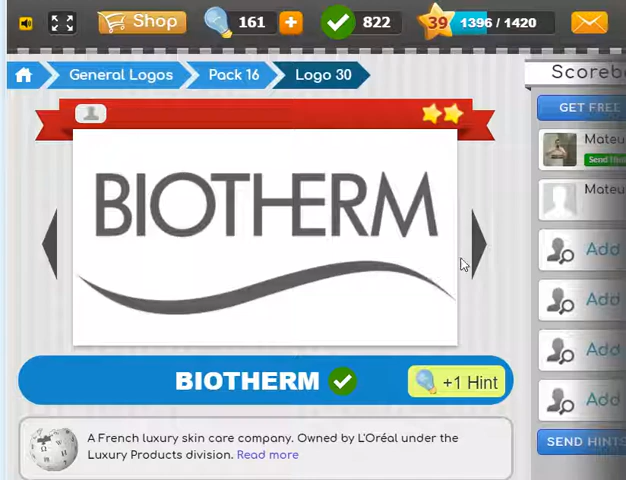 Shop
161
822
39
1396 / 1420
General Logos
Pack 16
Logo 30
GET FREE
Mateu
Send Hin
Mateu
BIOTHERM
Add
Add
Add
Add
BIOTHERM
+1 Hint
A French luxury skin care company. Owned by L'Oréal under the
Luxury Products division. Read more
SEND HINTS